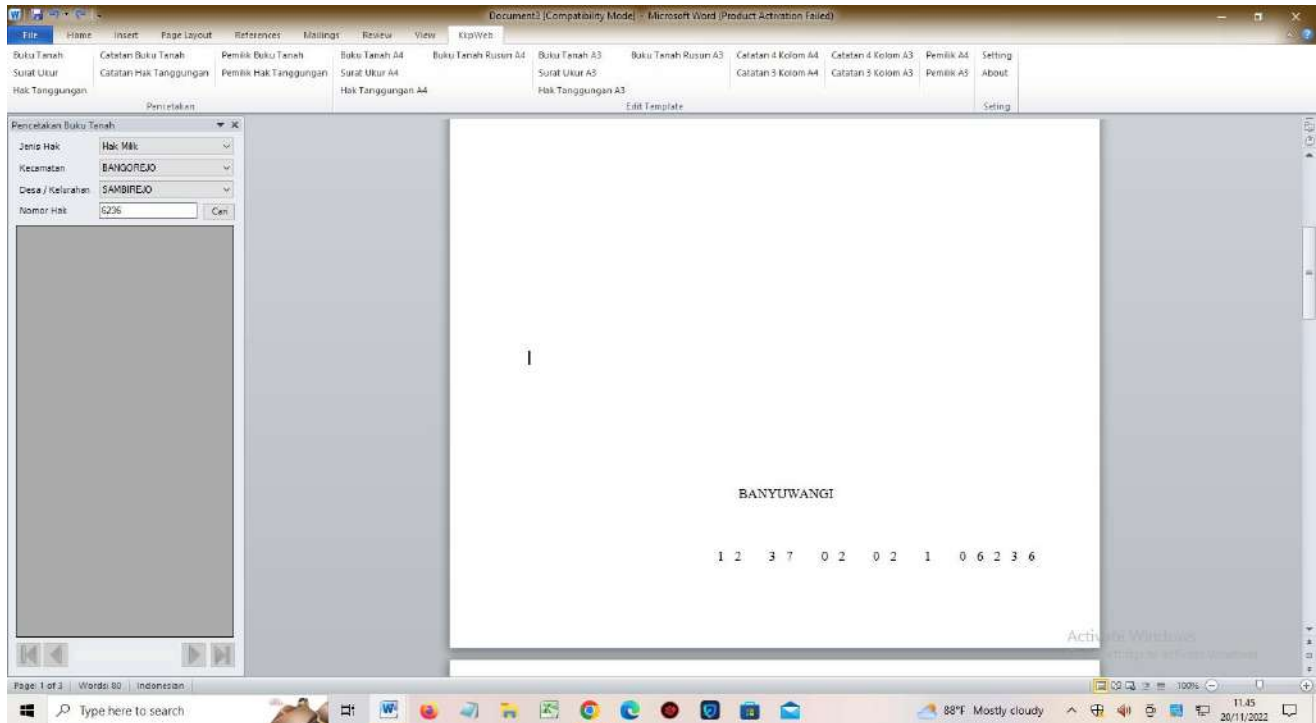 Document3 [Compatibility Mode] - Microsoft Word (Product Activation Failed)
File Home Insert Page Layout References Mailings Review View KkpWeb
Buku Tanah Catatan Buku Tanah Pemilik Buku Tanah Buku Tanah A4 Buku Tanah Rusun A4 Buku Tanah A3 Buku Tanah Rusun A3 Catatan 4 Kolom A4 Catatan 4 Kolom A3 Pemilik A4 Setting
Surat Ukur Catatan Hak Tanggungan Pemilik Hak Tanggungan Surat Ukur A4 Surat Ukur A3 Catatan 3 Kolom A4 Catatan 3 Kolom A3 Pemilik A3 About
Hak Tanggungan Hak Tanggungan A4 Hak Tanggungan A3
Pencetakan Edit Template Seting
Pencetakan Buku Tanah
Jenis Hak Hak Milik
Kecamatan BANGOREJO
Desa / Kelurahan SAMBIREJO
Nomor Hak 6236 Cari
BANYUWANGI
1 2 3 7 0 2 0 2 1 0 6 2 3 6
Activate Windows
Page: 1 of 3 Words: 80 Indonesian 100%
Type here to search 88°F Mostly cloudy 11.45
20/11/2022